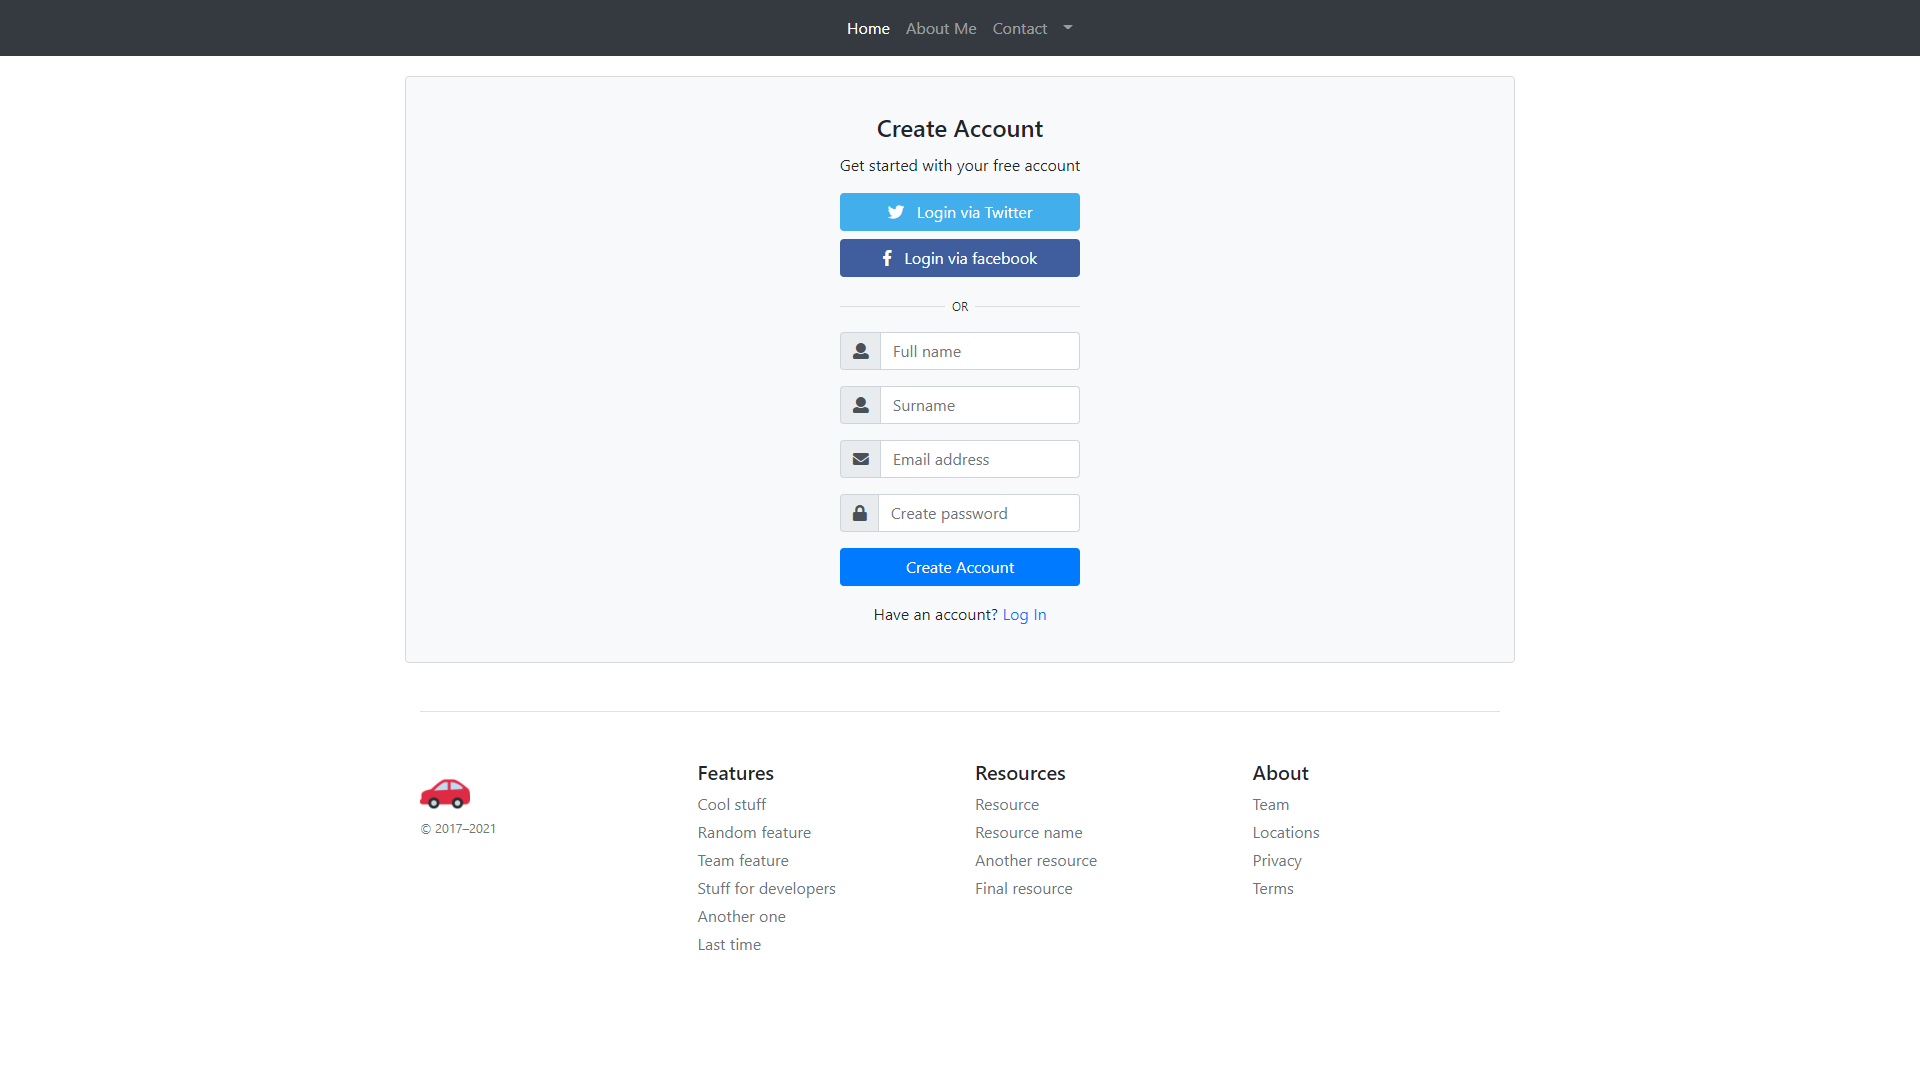 Home About Me Contact
Create Account
Get started with your free account
Login via Twitter
Login via facebook
OR
Full name
Surname
Email address
Create password
Create Account
Have an account? Log In
© 2017–2021
Features
Cool stuff
Random feature
Team feature
Stuff for developers
Another one
Last time
Resources
Resource
Resource name
Another resource
Final resource
About
Team
Locations
Privacy
Terms